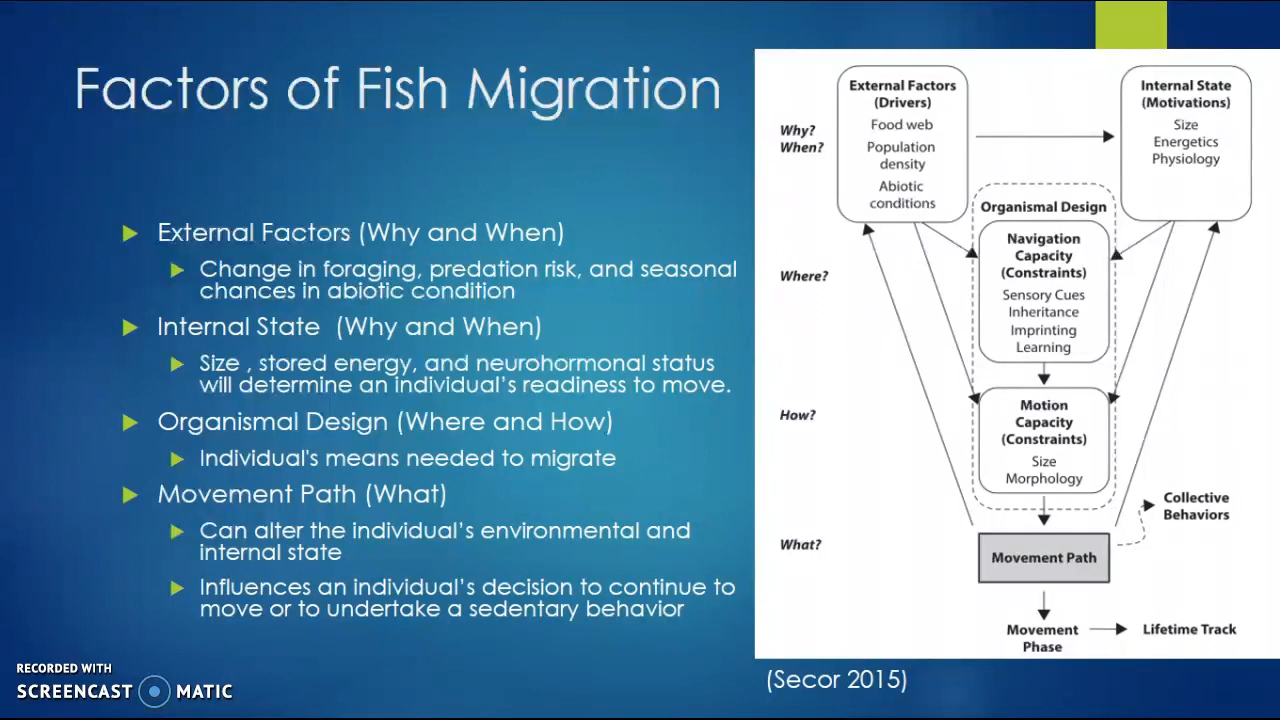 Factors of Fish Migration
External Factors (Why and When)
Change in foraging, predation risk, and seasonal
chances in abiotic condition
Internal State (Why and When)
Size , stored energy, and neurohormonal status
will determine an individual's readiness to move.
Organismal Design (Where and How)
Individual's means needed to migrate
Movement Path (What)
Can alter the individual's environmental and
internal state
Influences an individual's decision to continue to
move or to undertake a sedentary behavior
External Factors
(Drivers)
Food web
Population
density
Abiotic
conditions
Internal State
(Motivations)
Size
Energetics
Physiology
Why?
When?
Organismal Design
Navigation
Capacity
(Constraints)
Sensory Cues
Inheritance
Imprinting
Learning
Where?
Motion
Capacity
(Constraints)
Size
Morphology
How?
Collective
Behaviors
What?
Movement Path
Movement
Phase
Lifetime Track
(Secor 2015)
RECORDED WITH
SCREENCAST MATIC